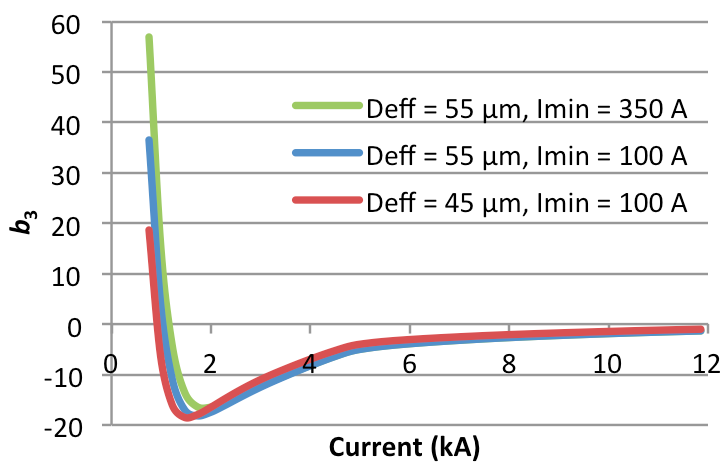 60
50
40
30
20
10
0
-10
-20
b₃
Deff = 55 μm, Imin = 350 A
Deff = 55 μm, Imin = 100 A
Deff = 45 μm, Imin = 100 A
0 2 4 6 8 10 12
Current (kA)